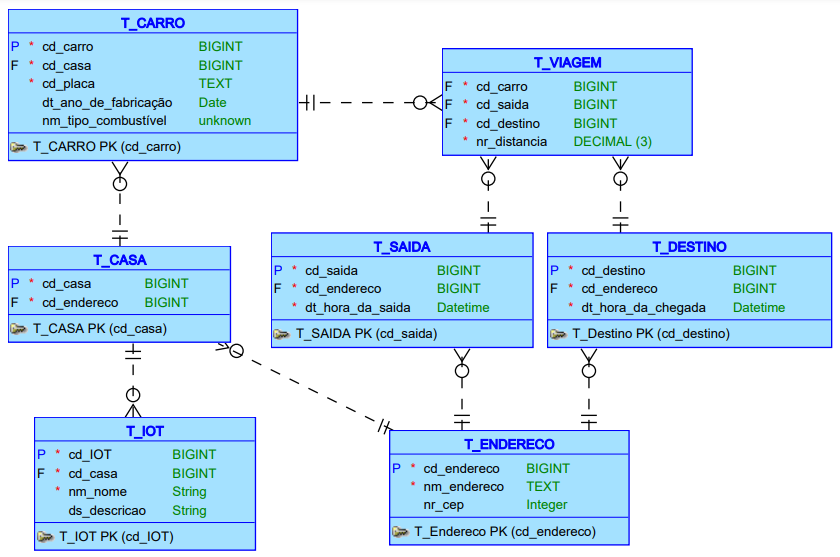 T_CARRO
P * cd_carro BIGINT
F * cd_casa BIGINT
* cd_placa TEXT
dt_ano_de_fabricação Date
nm_tipo_combustível unknown
T_CARRO PK (cd_carro)
T_VIAGEM
F * cd_carro BIGINT
F * cd_saida BIGINT
F * cd_destino BIGINT
* nr_distancia DECIMAL (3)
T_CASA
P * cd_casa BIGINT
F * cd_endereco BIGINT
T_CASA PK (cd_casa)
T_SAIDA
P * cd_saida BIGINT
F * cd_endereco BIGINT
* dt_hora_da_saida Datetime
T_SAIDA PK (cd_saida)
T_DESTINO
P * cd_destino BIGINT
F * cd_endereco BIGINT
* dt_hora_da_chegada Datetime
T_Destino PK (cd_destino)
T_IOT
P * cd_IOT BIGINT
F * cd_casa BIGINT
* nm_nome String
ds_descricao String
T_IOT PK (cd_IOT)
T_ENDERECO
P * cd_endereco BIGINT
* nm_endereco TEXT
nr_cep Integer
T_Endereco PK (cd_endereco)